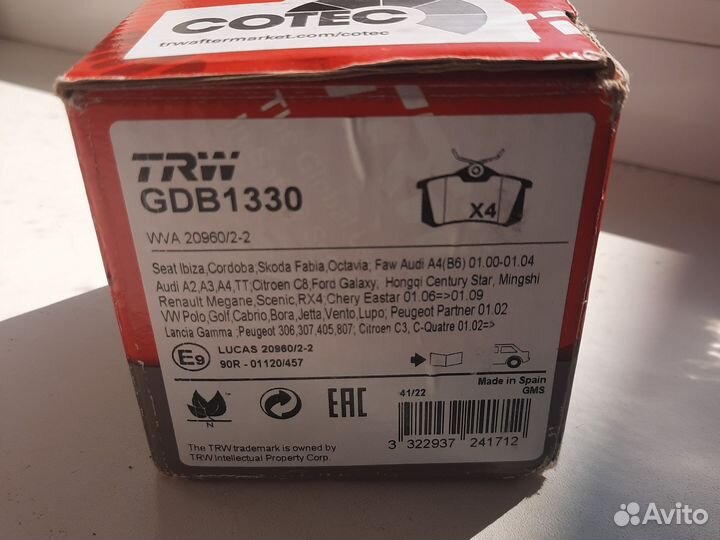 COTEC
trwaftermarket.com/cotec
TRW
GDB1330
X4
WVA 20960/2-2
Seat Ibiza,Cordoba;Skoda Fabia,Octavia; Faw Audi A4(B6) 01.00-01.04
Audi A2,A3,A4,TT;Citroen C8;Ford Galaxy; Hongqi Century Star, Mingshi
Renault Megane,Scenic,RX4;Chery Eastar 01.06=>01.09
VW Polo,Golf,Cabrio,Bora,Jetta,Vento,Lupo; Peugeot Partner 01.02
Lancia Gamma ;Peugeot 306,307,405,807; Citroen C3, C-Quatre 01.02=>
E9
LUCAS 20960/2-2
90R - 01120/457
Made in Spain
GMS
N
EAC
41/22
3 322937 241712
The TRW trademark is owned by
TRW Intellectual Property Corp.
Avito